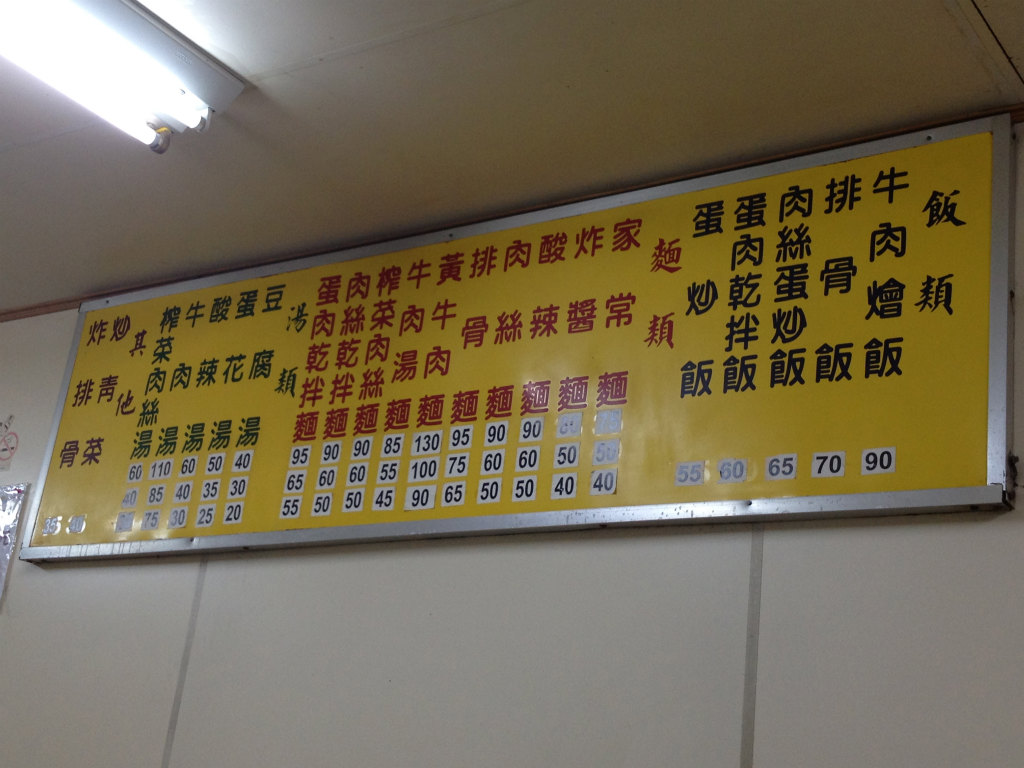 飯類
牛肉燴飯 90
排骨飯 70
肉絲蛋炒飯 65
蛋肉乾拌飯 60
蛋炒飯 55
麵類
家常麵 75 50 40
炸醬麵 50 40
酸辣麵 90 60 50
肉絲麵 90 60 50
排骨麵 95 75 65
黃牛肉麵 130 100 90
牛肉湯麵 85 55 45
榨菜肉絲麵 90 60 50
肉絲乾拌麵 90 60 50
蛋肉乾拌麵 95 65 55
湯類
豆腐湯 40 30 20
蛋花湯 50 35 25
酸辣湯 60 40 30
牛肉湯 110 85 75
榨菜肉絲湯 60 40
其他
炒青菜 40
炸排骨 35